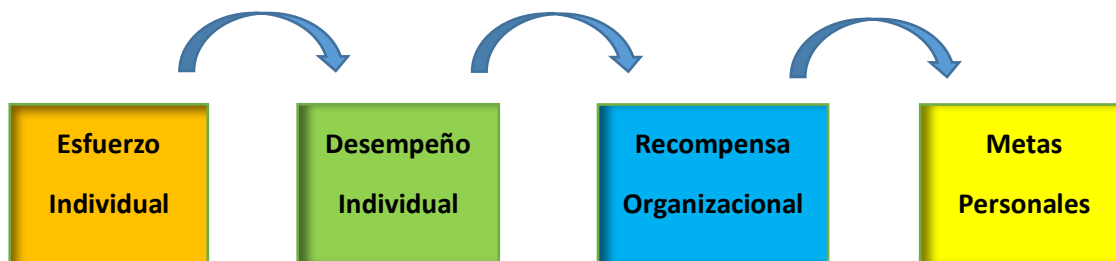 Esfuerzo
Individual
Desempeño
Individual
Recompensa
Organizacional
Metas
Personales